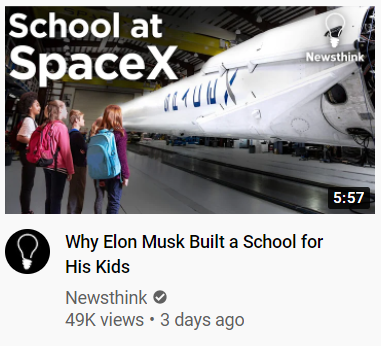 School at
SpaceX
Newsthink
5:57
Why Elon Musk Built a School for
His Kids
Newsthink
49K views • 3 days ago